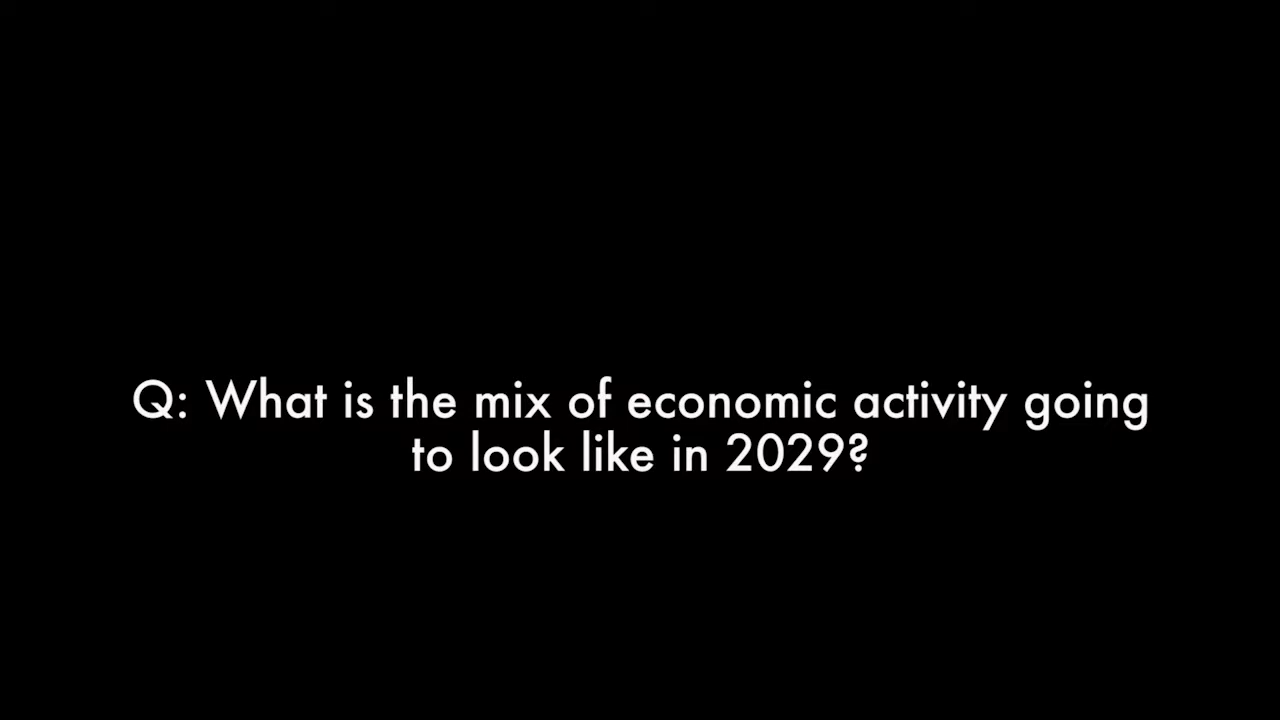 Q: What is the mix of economic activity going
to look like in 2029?